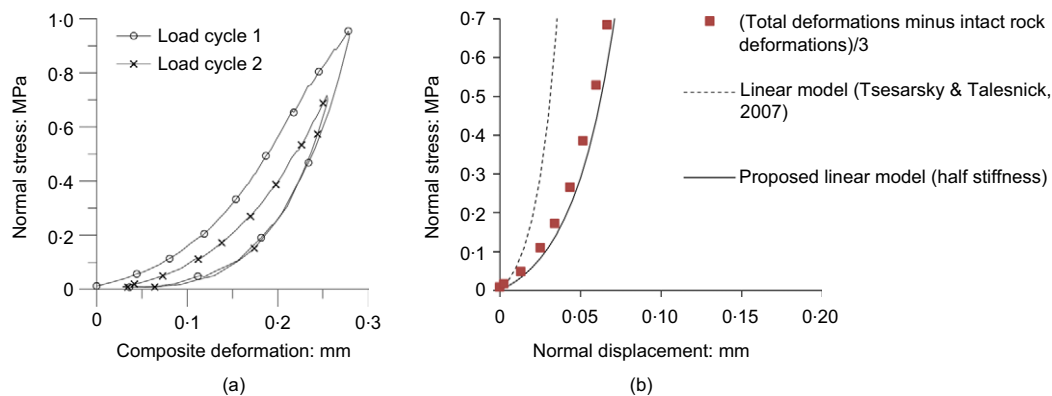 1·0
0·8
0·6
0·4
0·2
0
Normal stress: MPa
Load cycle 1
Load cycle 2
0
0·1
0·2
0·3
Composite deformation: mm
(a)
0·7
0·6
0·5
0·4
0·3
0·2
0·1
0
Normal stress: MPa
0
0·05
0·10
0·15
0·20
Normal displacement: mm
(b)
(Total deformations minus intact rock
deformations)/3
Linear model (Tsesarsky & Talesnick,
2007)
Proposed linear model (half stiffness)